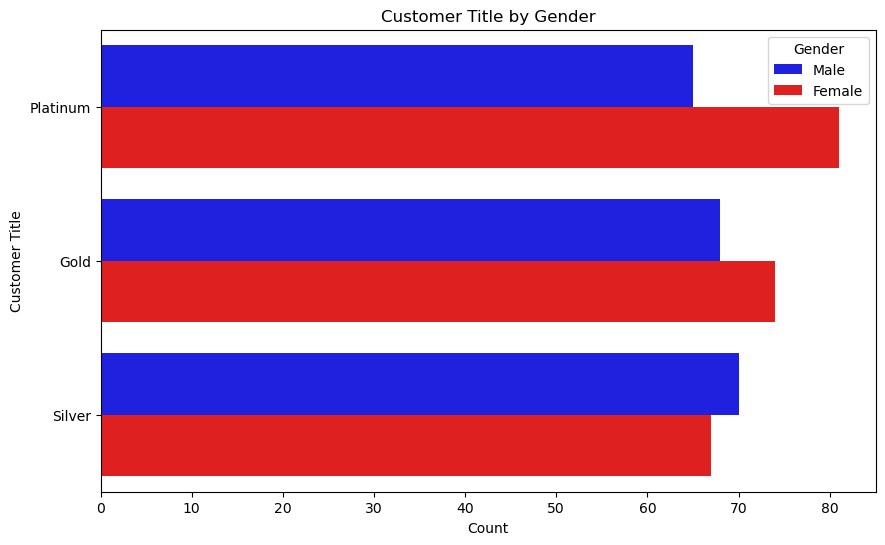 Customer Title by Gender
Gender
Male
Female
Customer Title
Platinum
Gold
Silver
0 10 20 30 40 50 60 70 80
Count